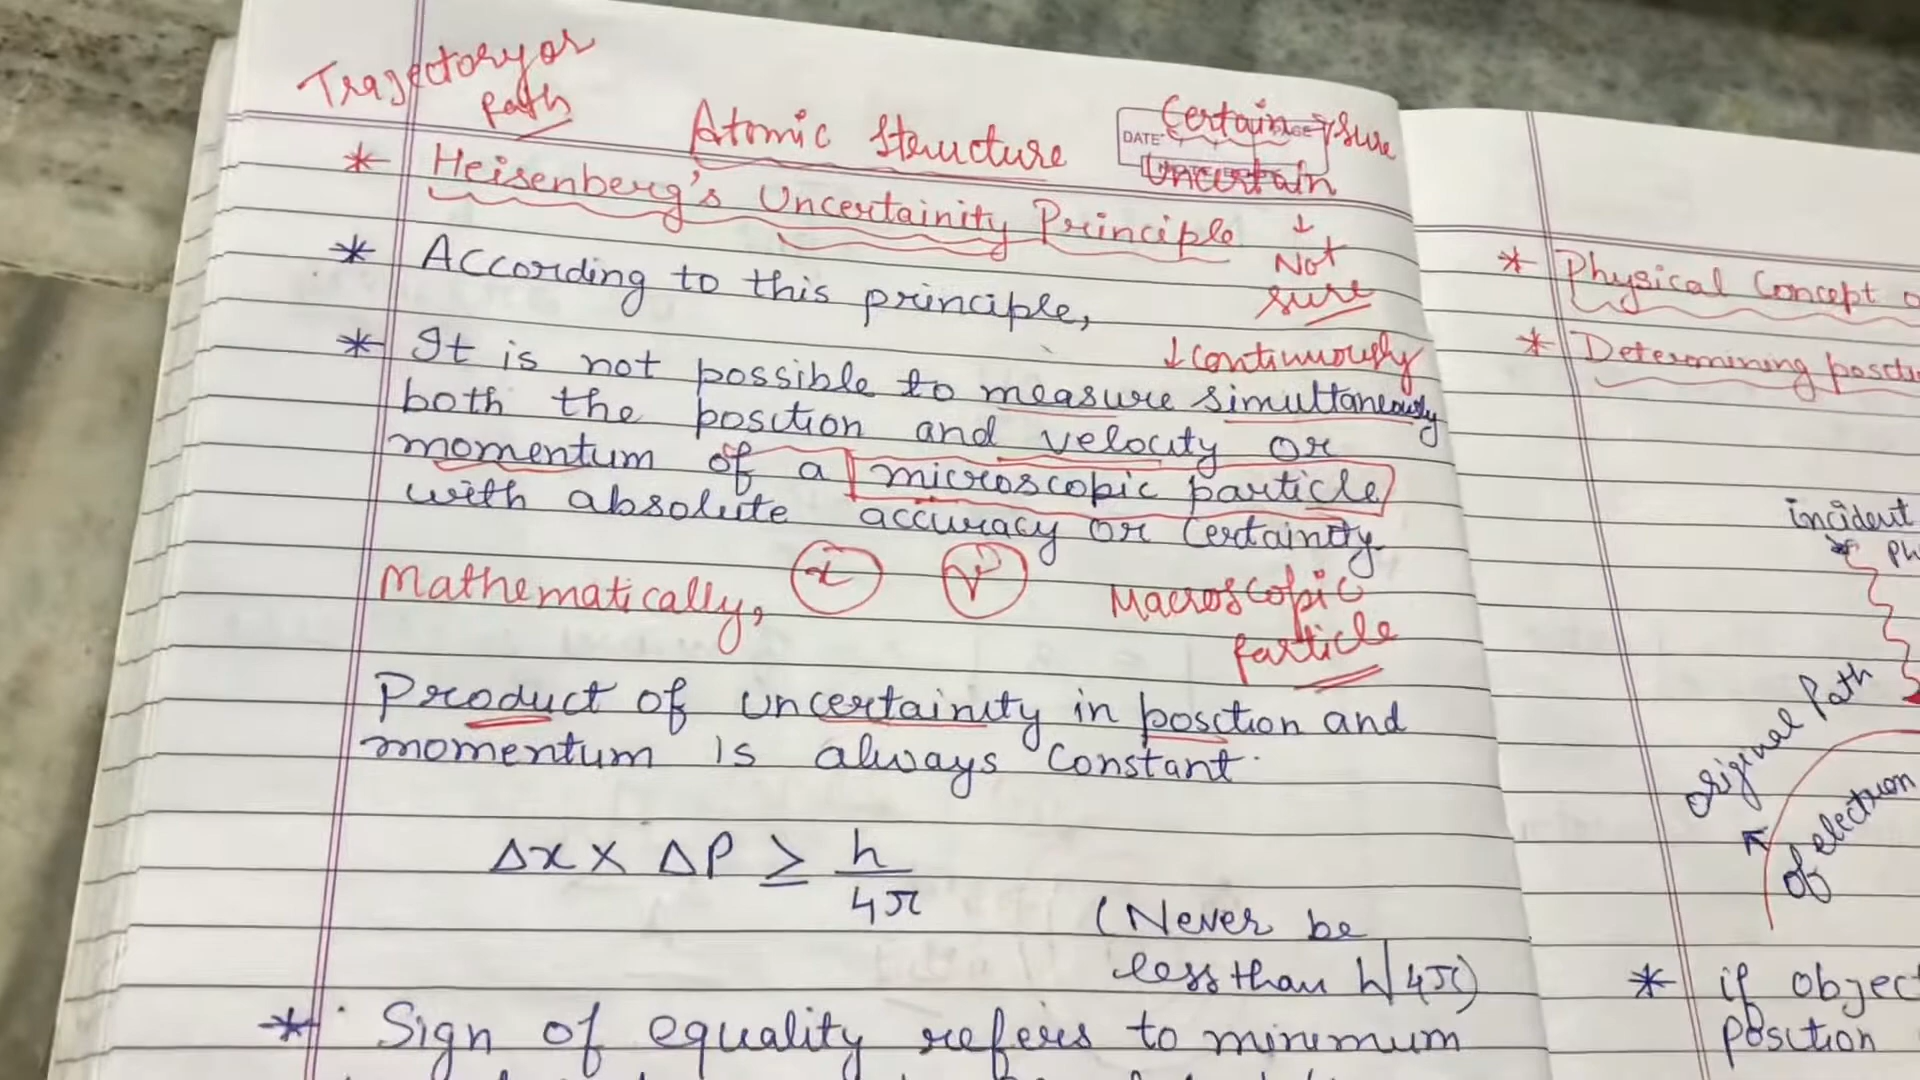 Trajectory or
path
Atomic Structure
Certain → sure
DATE
Uncertain
↓
Not
sure
* Heisenberg's Uncertainity Principle
* According to this principle,
↓ continuously
* It is not possible to measure simultaneously
both the position and velocity or
momentum of a microscopic particle
with absolute accuracy or certainty
Mathematically, x v
Macroscopic
particle
Product of uncertainity in position and
momentum is always constant.
Δx × Δp ≥ h/4π
(Never be
less than h/4π)
* Sign of equality refers to minimum
* Physical Concept
* Determining
incident
original Path
of electron
* if object
position